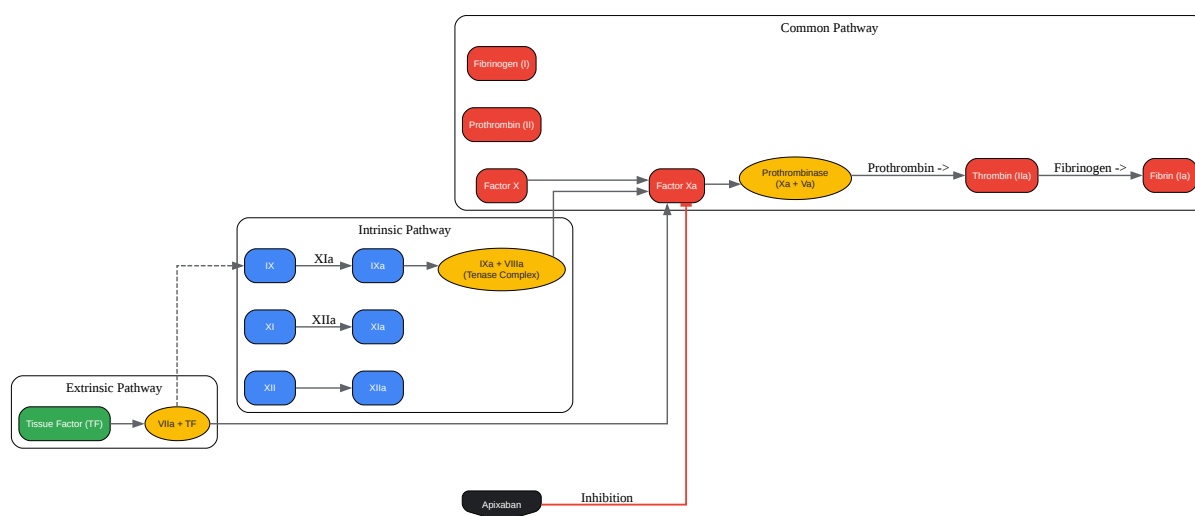 Common Pathway
Fibrinogen (I)
Prothrombin (II)
Factor X
Factor Xa
Prothrombinase
(Xa + Va)
Prothrombin ->
Thrombin (IIa)
Fibrinogen ->
Fibrin (Ia)
Intrinsic Pathway
IX
XIa
IXa
IXa + VIIIa
(Tenase Complex)
XI
XIIa
XIa
XII
XIIa
Extrinsic Pathway
Tissue Factor (TF)
VIIa + TF
Apixaban
Inhibition